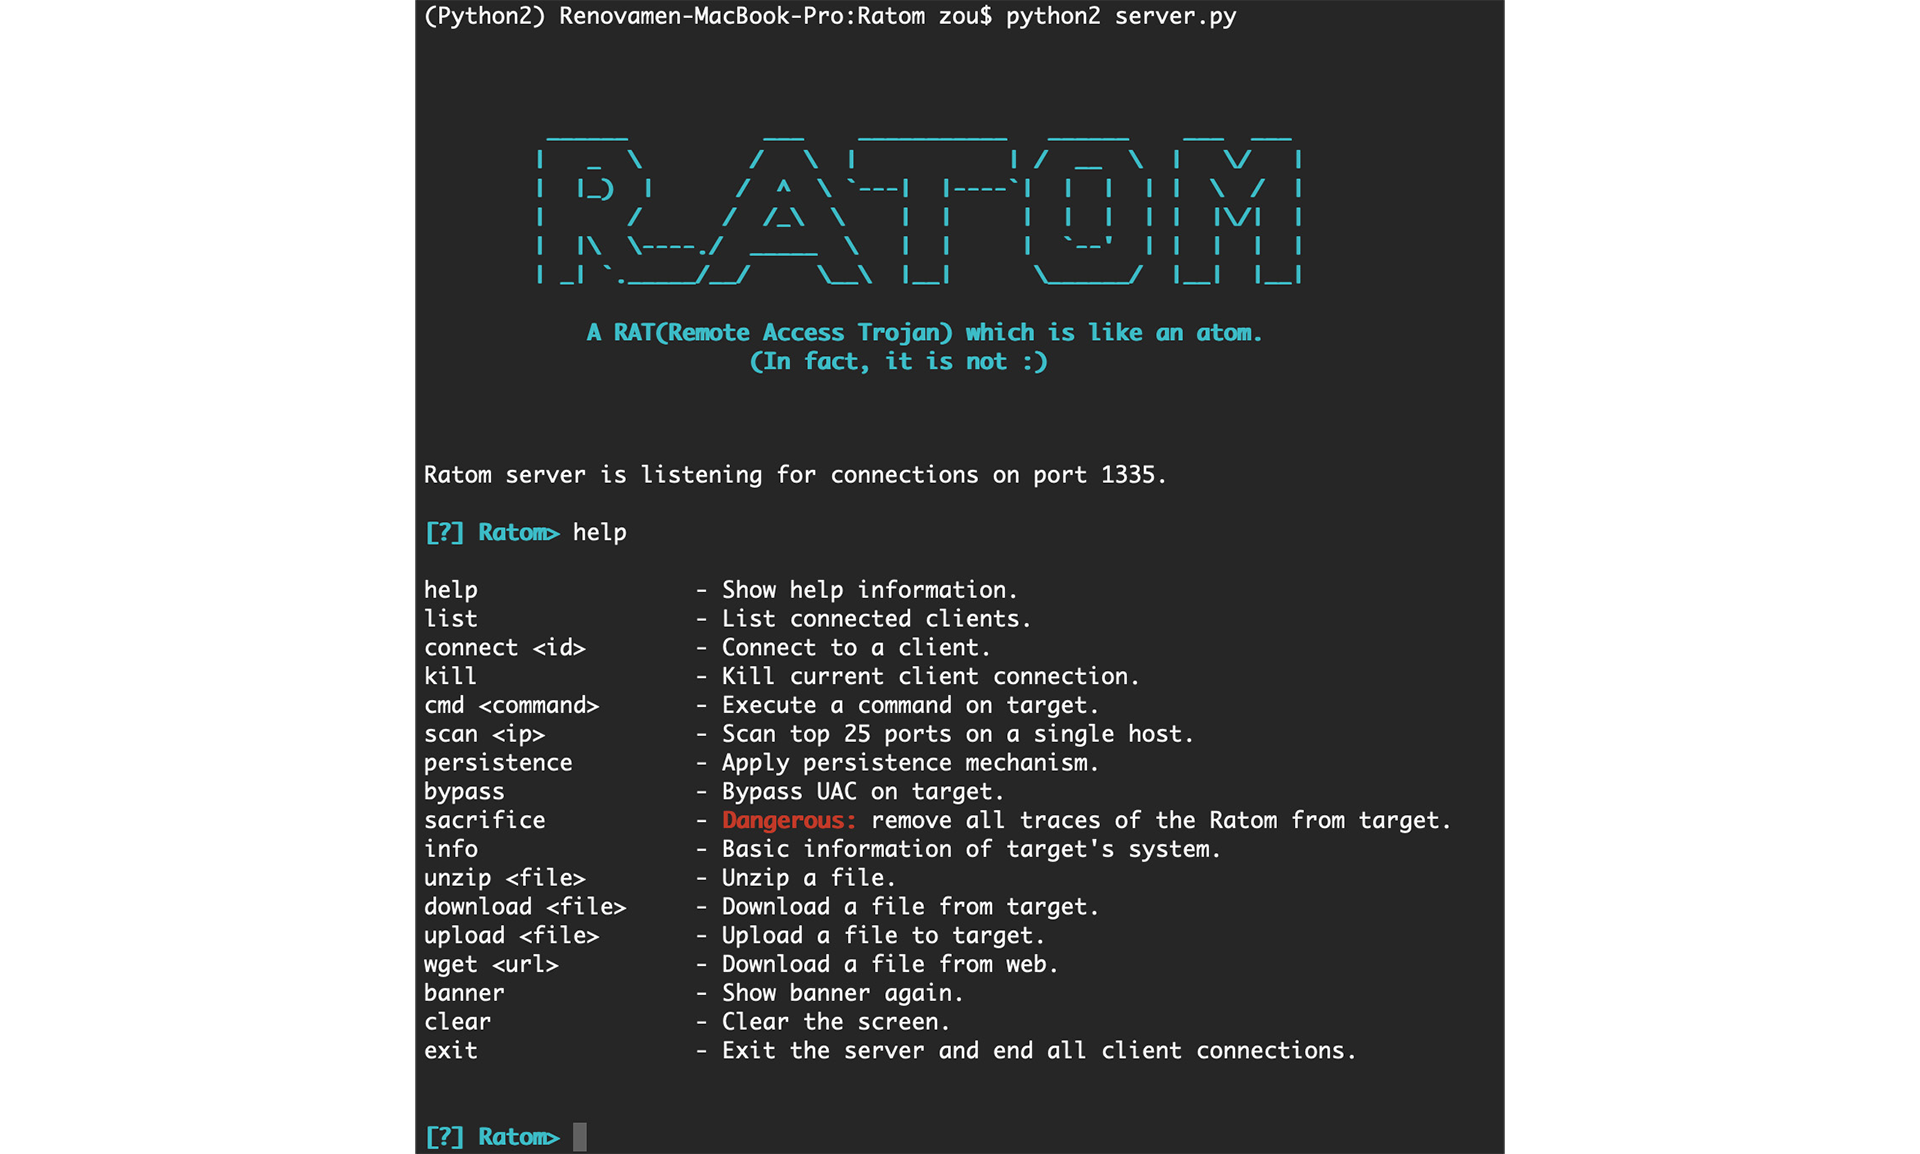 (Python2) Renovamen-MacBook-Pro:Ratom zou$ python2 server.py
RATOM
A RAT(Remote Access Trojan) which is like an atom.
(In fact, it is not :)
Ratom server is listening for connections on port 1335.
[?] Ratom> help
help - Show help information.
list - List connected clients.
connect <id> - Connect to a client.
kill - Kill current client connection.
cmd <command> - Execute a command on target.
scan <ip> - Scan top 25 ports on a single host.
persistence - Apply persistence mechanism.
bypass - Bypass UAC on target.
sacrifice - Dangerous: remove all traces of the Ratom from target.
info - Basic information of target's system.
unzip <file> - Unzip a file.
download <file> - Download a file from target.
upload <file> - Upload a file to target.
wget <url> - Download a file from web.
banner - Show banner again.
clear - Clear the screen.
exit - Exit the server and end all client connections.
[?] Ratom>